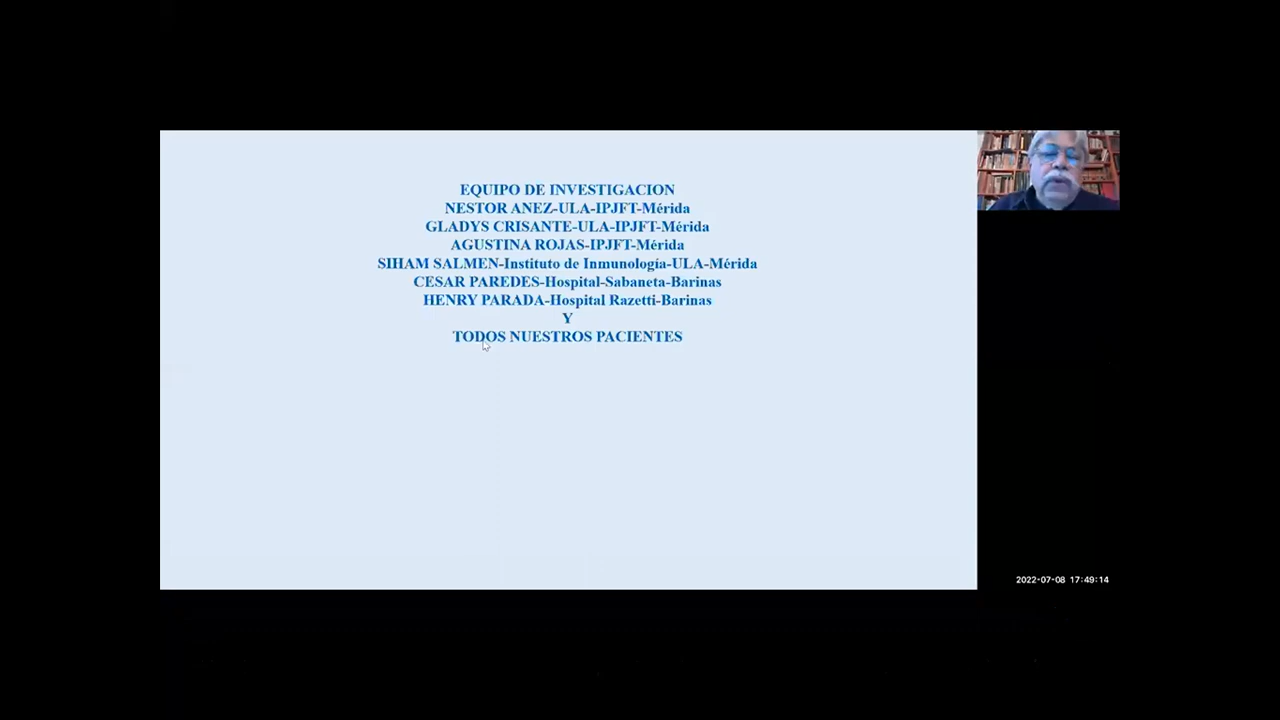 EQUIPO DE INVESTIGACION
NESTOR ANEZ-ULA-IPJFT-Mérida
GLADYS CRISANTE-ULA-IPJFT-Mérida
AGUSTINA ROJAS-IPJFT-Mérida
SIHAM SALMEN-Instituto de Inmunología-ULA-Mérida
CESAR PAREDES-Hospital-Sabaneta-Barinas
HENRY PARADA-Hospital Razetti-Barinas
Y
TODOS NUESTROS PACIENTES
2022-07-08 17:49:14